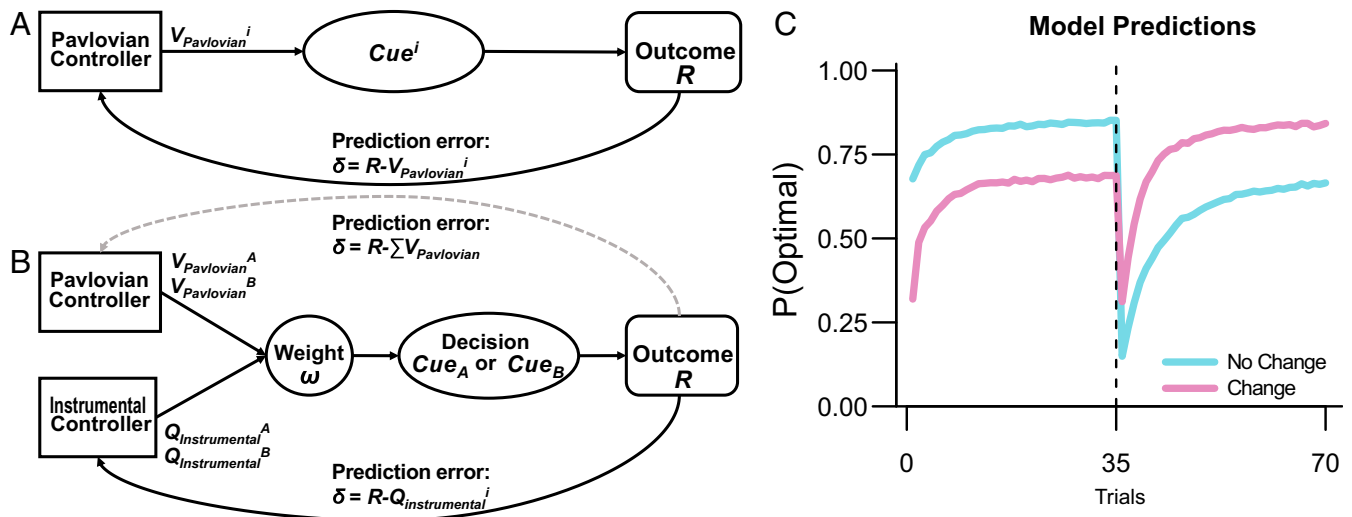 A
Pavlovian
Controller
V_Pavlovian^i
Cue^i
Outcome
R
Prediction error:
δ = R-V_Pavlovian^i
B
Prediction error:
δ = R-∑V_Pavlovian
Pavlovian
Controller
V_Pavlovian^A
V_Pavlovian^B
Weight
ω
Decision
Cue_A or Cue_B
Outcome
R
Instrumental
Controller
Q_Instrumental^A
Q_Instrumental^B
Prediction error:
δ = R-Q_instrumental^i
C
Model Predictions
P(Optimal)
1.00
0.75
0.50
0.25
0.00
No Change
Change
0 35 70
Trials